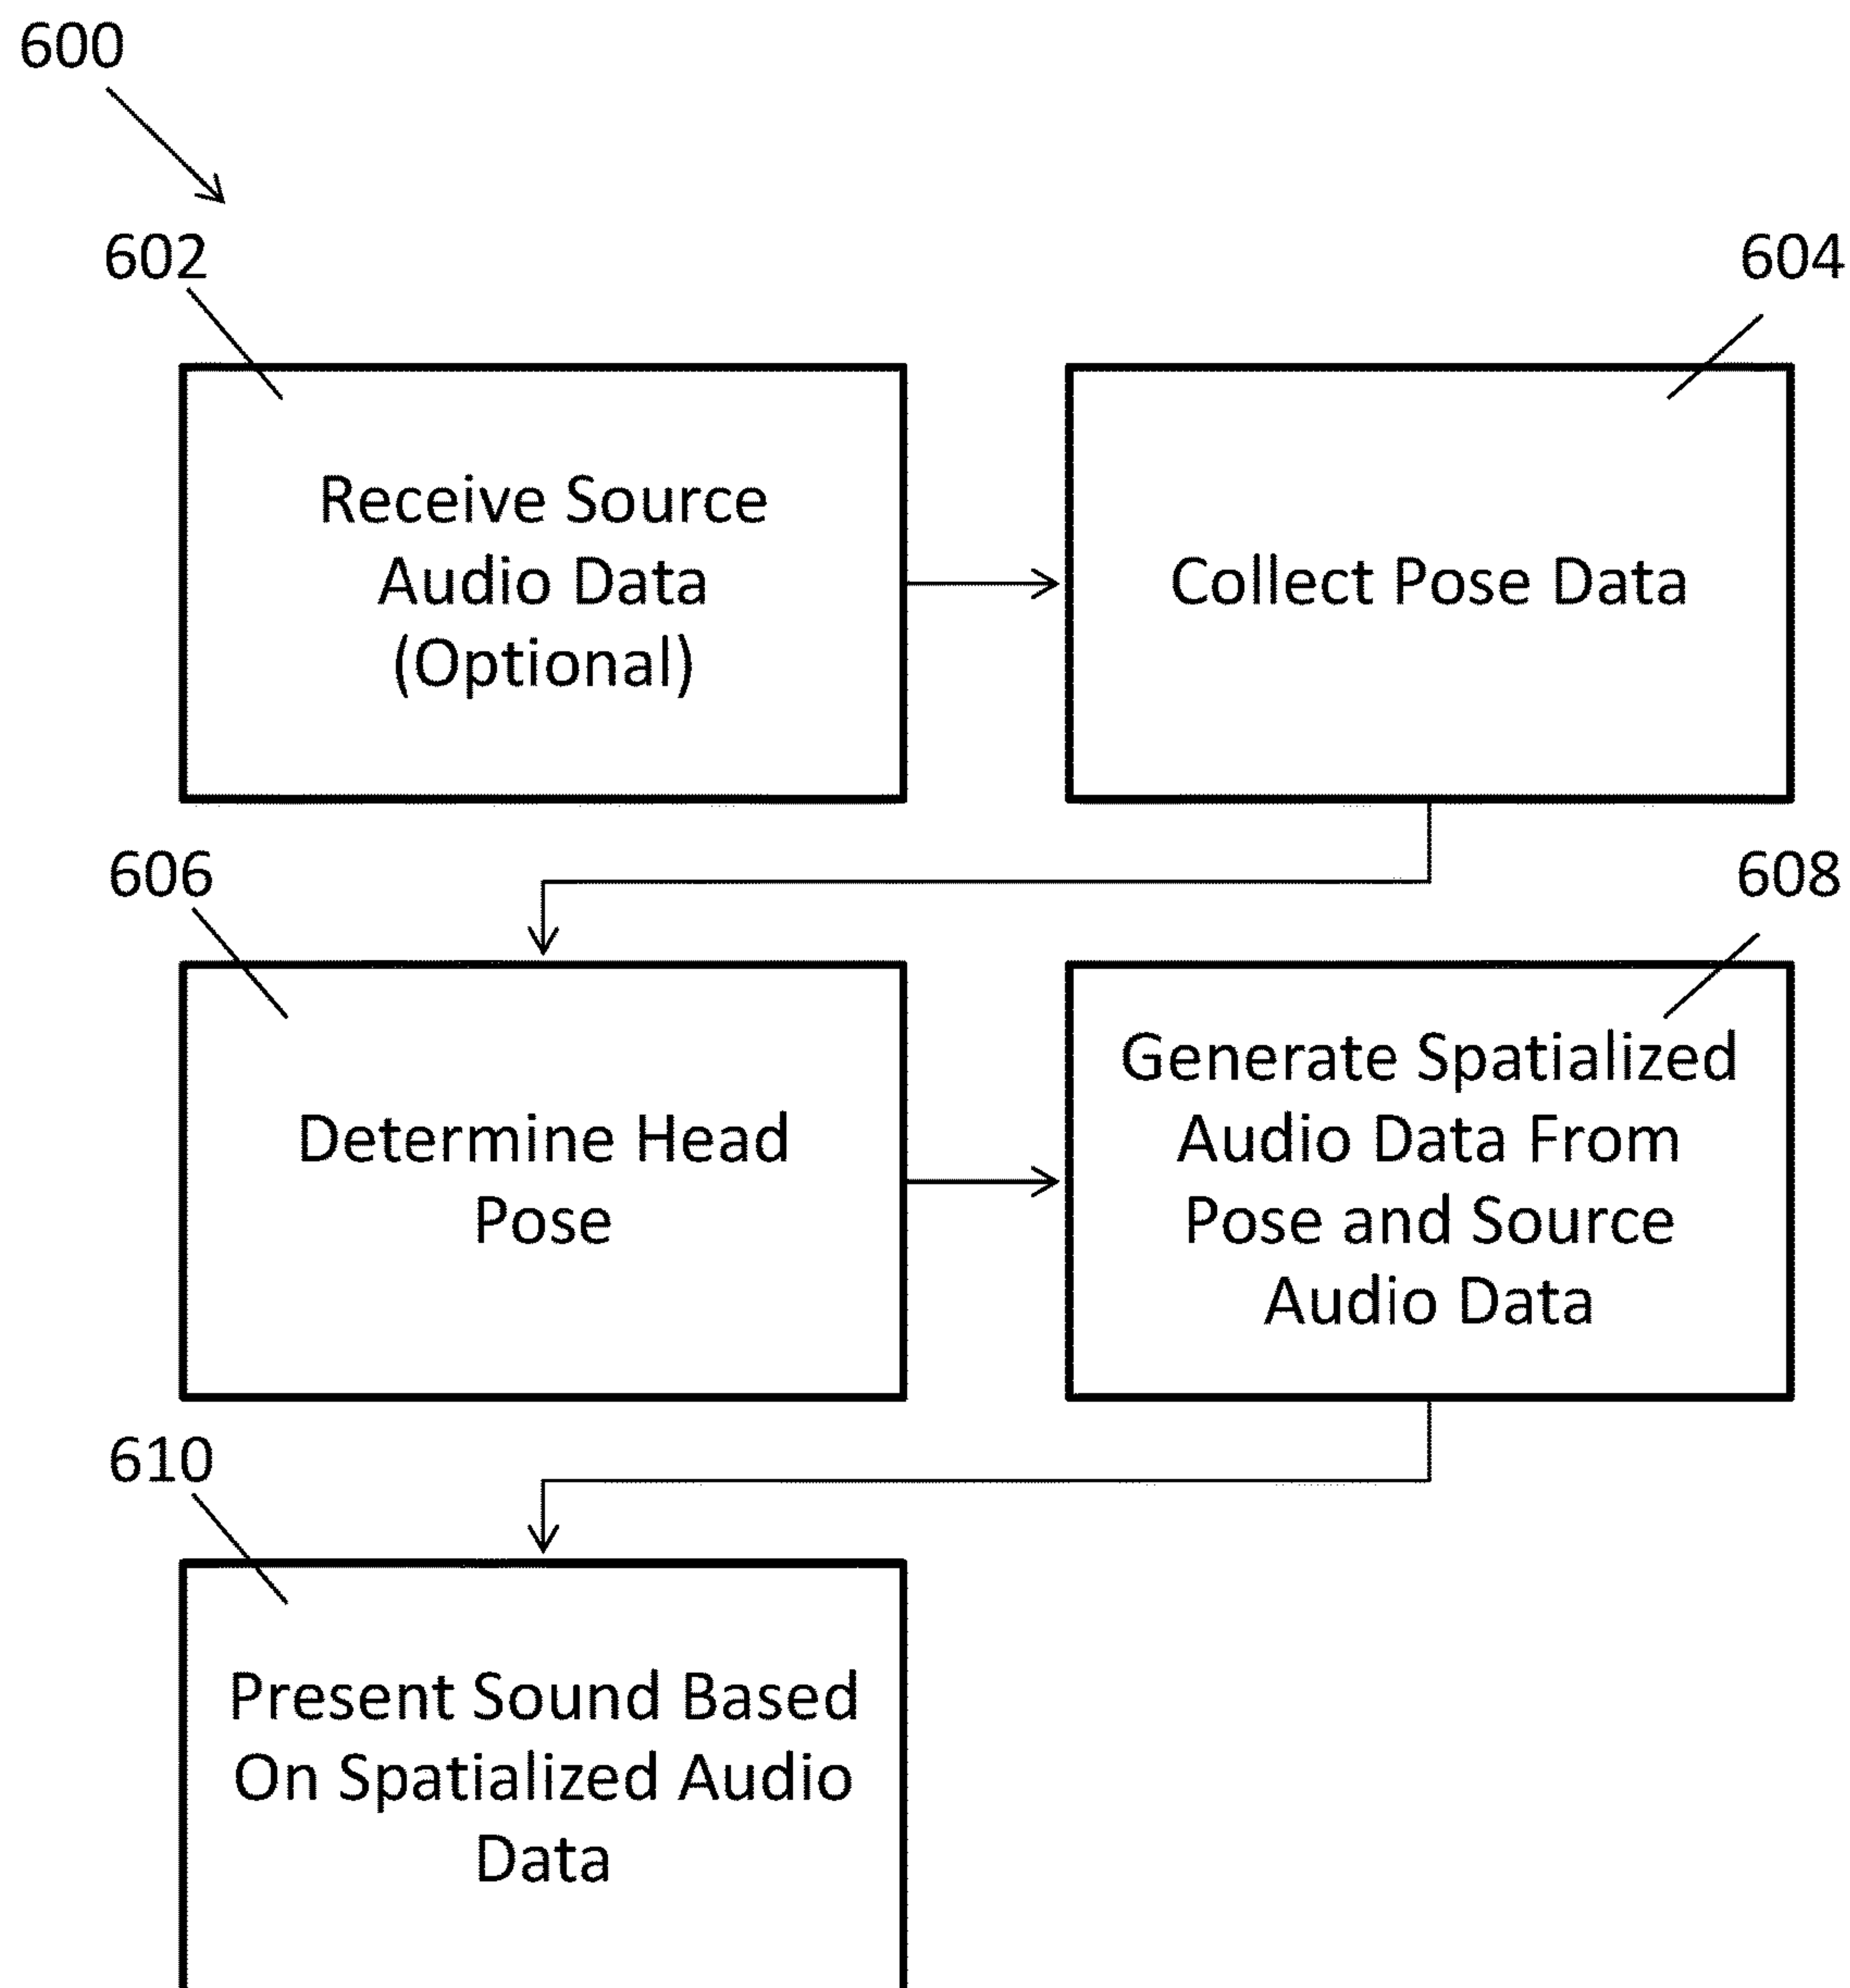 600
602
604
Receive Source
Audio Data
(Optional)
Collect Pose Data
606
608
Determine Head
Pose
Generate Spatialized
Audio Data From
Pose and Source
Audio Data
610
Present Sound Based
On Spatialized Audio
Data